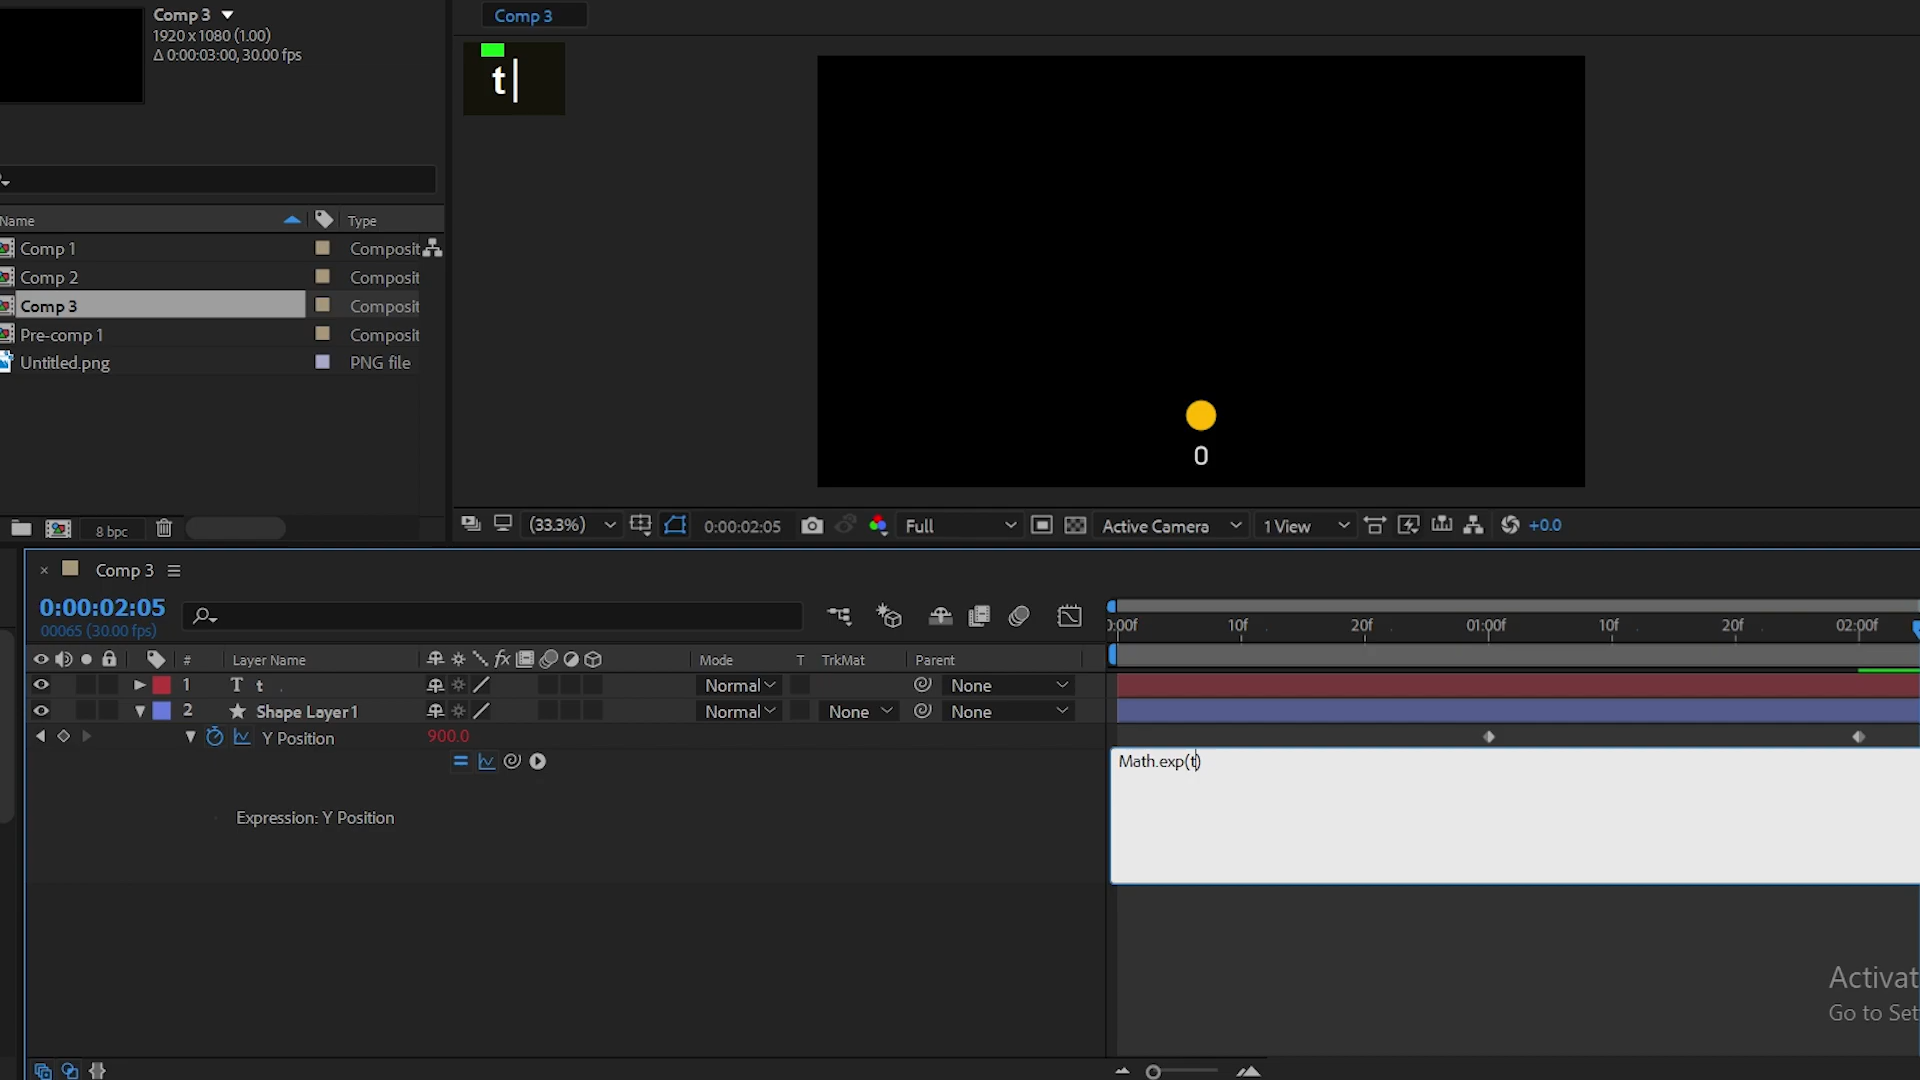 Comp 3
1920 x 1080 (1.00)
Δ 0:00:03:00, 30.00 fps
Comp 3
t
Name
Type
Comp 1
Composit
Comp 2
Composit
Comp 3
Composit
Pre-comp 1
Composit
Untitled.png
PNG file
0
8 bpc
(33.3%)
0:00:02:05
Full
Active Camera
1 View
+0.0
Comp 3
0:00:02:05
00065 (30.00 fps)
:00f
10f
20f
01:00f
10f
20f
02:00f
#
Layer Name
fx
Mode
T
TrkMat
Parent
1
T
t
Normal
None
2
Shape Layer 1
Normal
None
None
Y Position
900.0
Math.exp(t)
Expression: Y Position
Activat
Go to Set